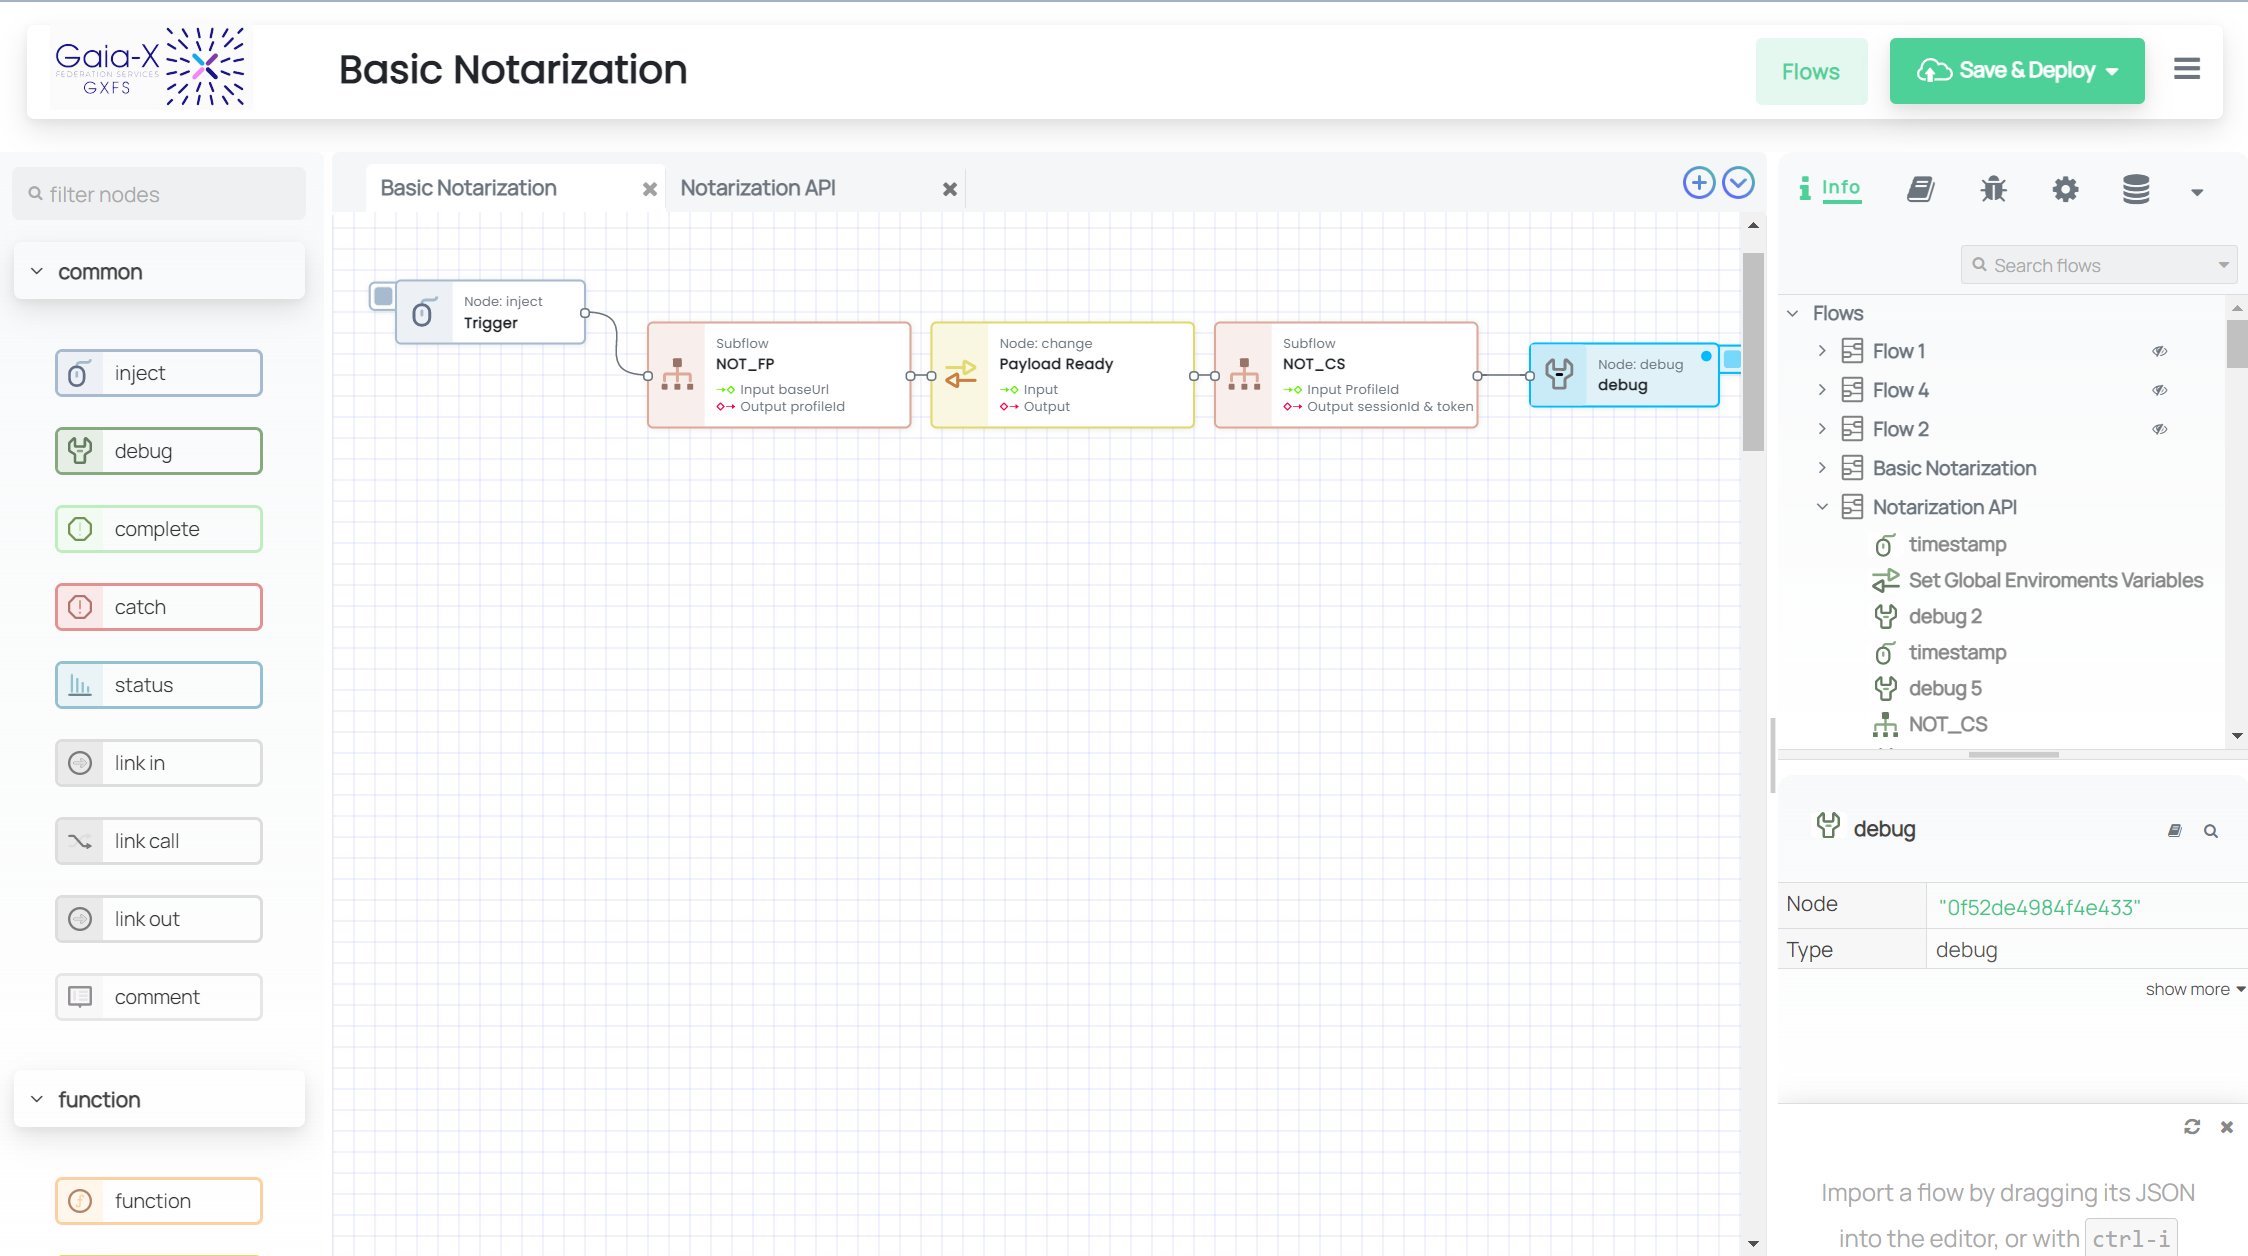 Gaia-X
FEDERATION SERVICES
GXFS
Basic Notarization
Flows
Save & Deploy
filter nodes
common
inject
debug
complete
catch
status
link in
link call
link out
comment
function
function
Basic Notarization
Notarization API
Node: inject
Trigger
Subflow
NOT_FP
Input baseUrl
Output profileId
Node: change
Payload Ready
Input
Output
Subflow
NOT_CS
Input ProfileId
Output sessionId & token
Node: debug
debug
Info
Search flows
Flows
Flow 1
Flow 4
Flow 2
Basic Notarization
Notarization API
timestamp
Set Global Enviroments Variables
debug 2
timestamp
debug 5
NOT_CS
debug
Node "0f52de4984f4e433"
Type debug
show more
Import a flow by dragging its JSON
into the editor, or with ctrl-i